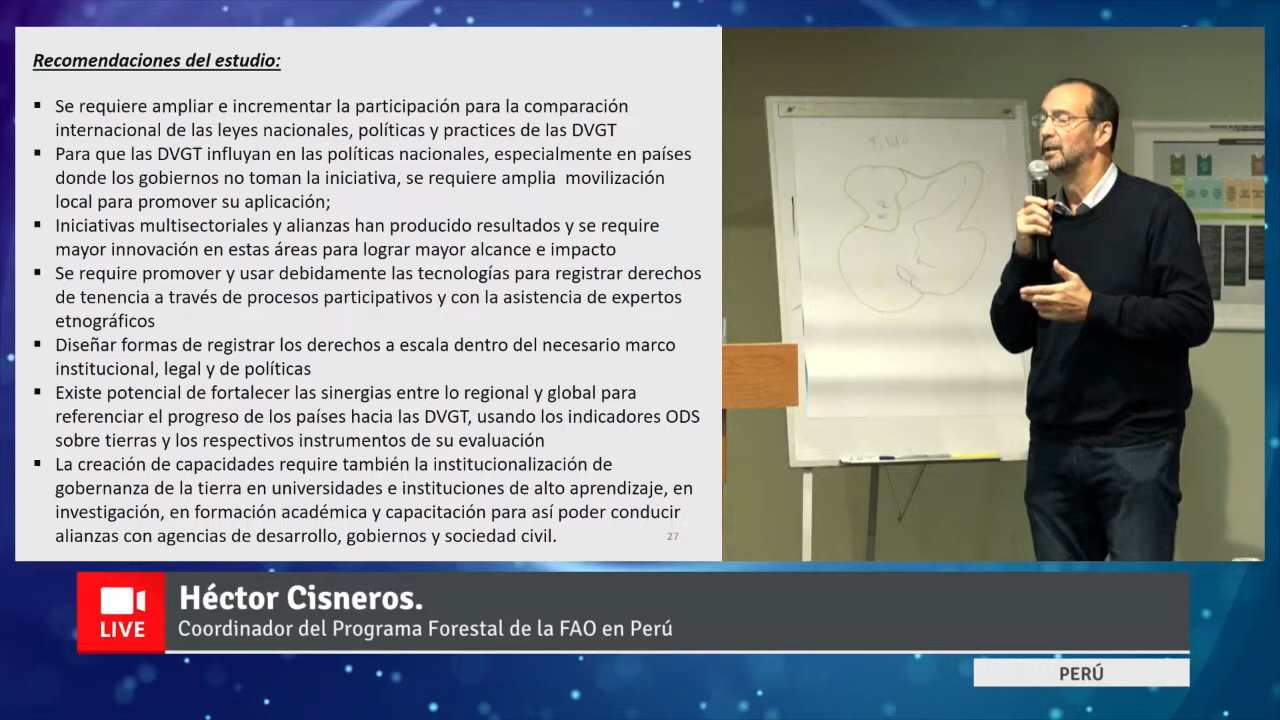 Recomendaciones del estudio:
▪ Se requiere ampliar e incrementar la participación para la comparación
internacional de las leyes nacionales, políticas y practices de las DVGT
▪ Para que las DVGT influyan en las políticas nacionales, especialmente en países
donde los gobiernos no toman la iniciativa, se requiere amplia movilización
local para promover su aplicación;
▪ Iniciativas multisectoriales y alianzas han producido resultados y se require
mayor innovación en estas áreas para lograr mayor alcance e impacto
▪ Se require promover y usar debidamente las tecnologías para registrar derechos
de tenencia a través de procesos participativos y con la asistencia de expertos
etnográficos
▪ Diseñar formas de registrar los derechos a escala dentro del necesario marco
institucional, legal y de políticas
▪ Existe potencial de fortalecer las sinergias entre lo regional y global para
referenciar el progreso de los países hacia las DVGT, usando los indicadores ODS
sobre tierras y los respectivos instrumentos de su evaluación
▪ La creación de capacidades require también la institucionalización de
gobernanza de la tierra en universidades e instituciones de alto aprendizaje, en
investigación, en formación académica y capacitación para así poder conducir
alianzas con agencias de desarrollo, gobiernos y sociedad civil.
27
LIVE
Héctor Cisneros.
Coordinador del Programa Forestal de la FAO en Perú
PERÚ